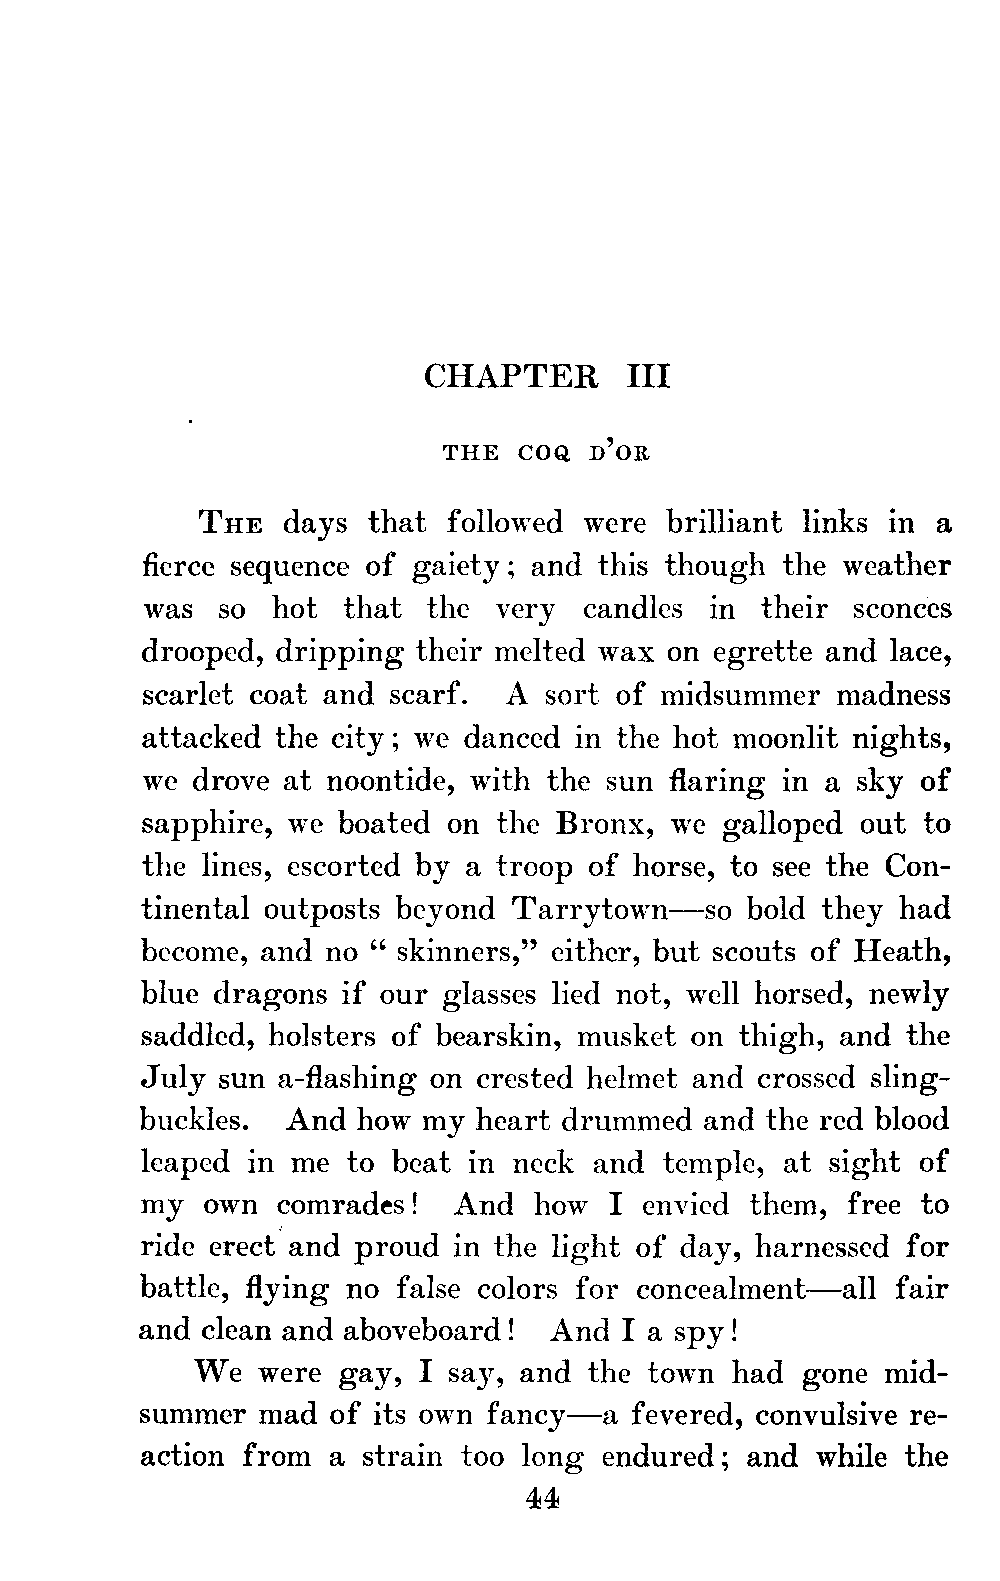 CHAPTER III
THE COQ D'OR
THE days that followed were brilliant links in a
fierce sequence of gaiety; and this though the weather
was so hot that the very candles in their sconces
drooped, dripping their melted wax on egrette and lace,
scarlet coat and scarf. A sort of midsummer madness
attacked the city; we danced in the hot moonlit nights,
we drove at noontide, with the sun flaring in a sky of
sapphire, we boated on the Bronx, we galloped out to
the lines, escorted by a troop of horse, to see the Con-
tinental outposts beyond Tarrytown—so bold they had
become, and no “ skinners,” either, but scouts of Heath,
blue dragons if our glasses lied not, well horsed, newly
saddled, holsters of bearskin, musket on thigh, and the
July sun a-flashing on crested helmet and crossed sling-
buckles. And how my heart drummed and the red blood
leaped in me to beat in neck and temple, at sight of
my own comrades! And how I envied them, free to
ride erect and proud in the light of day, harnessed for
battle, flying no false colors for concealment—all fair
and clean and aboveboard! And I a spy!
We were gay, I say, and the town had gone mid-
summer mad of its own fancy—a fevered, convulsive re-
action from a strain too long endured; and while the
44